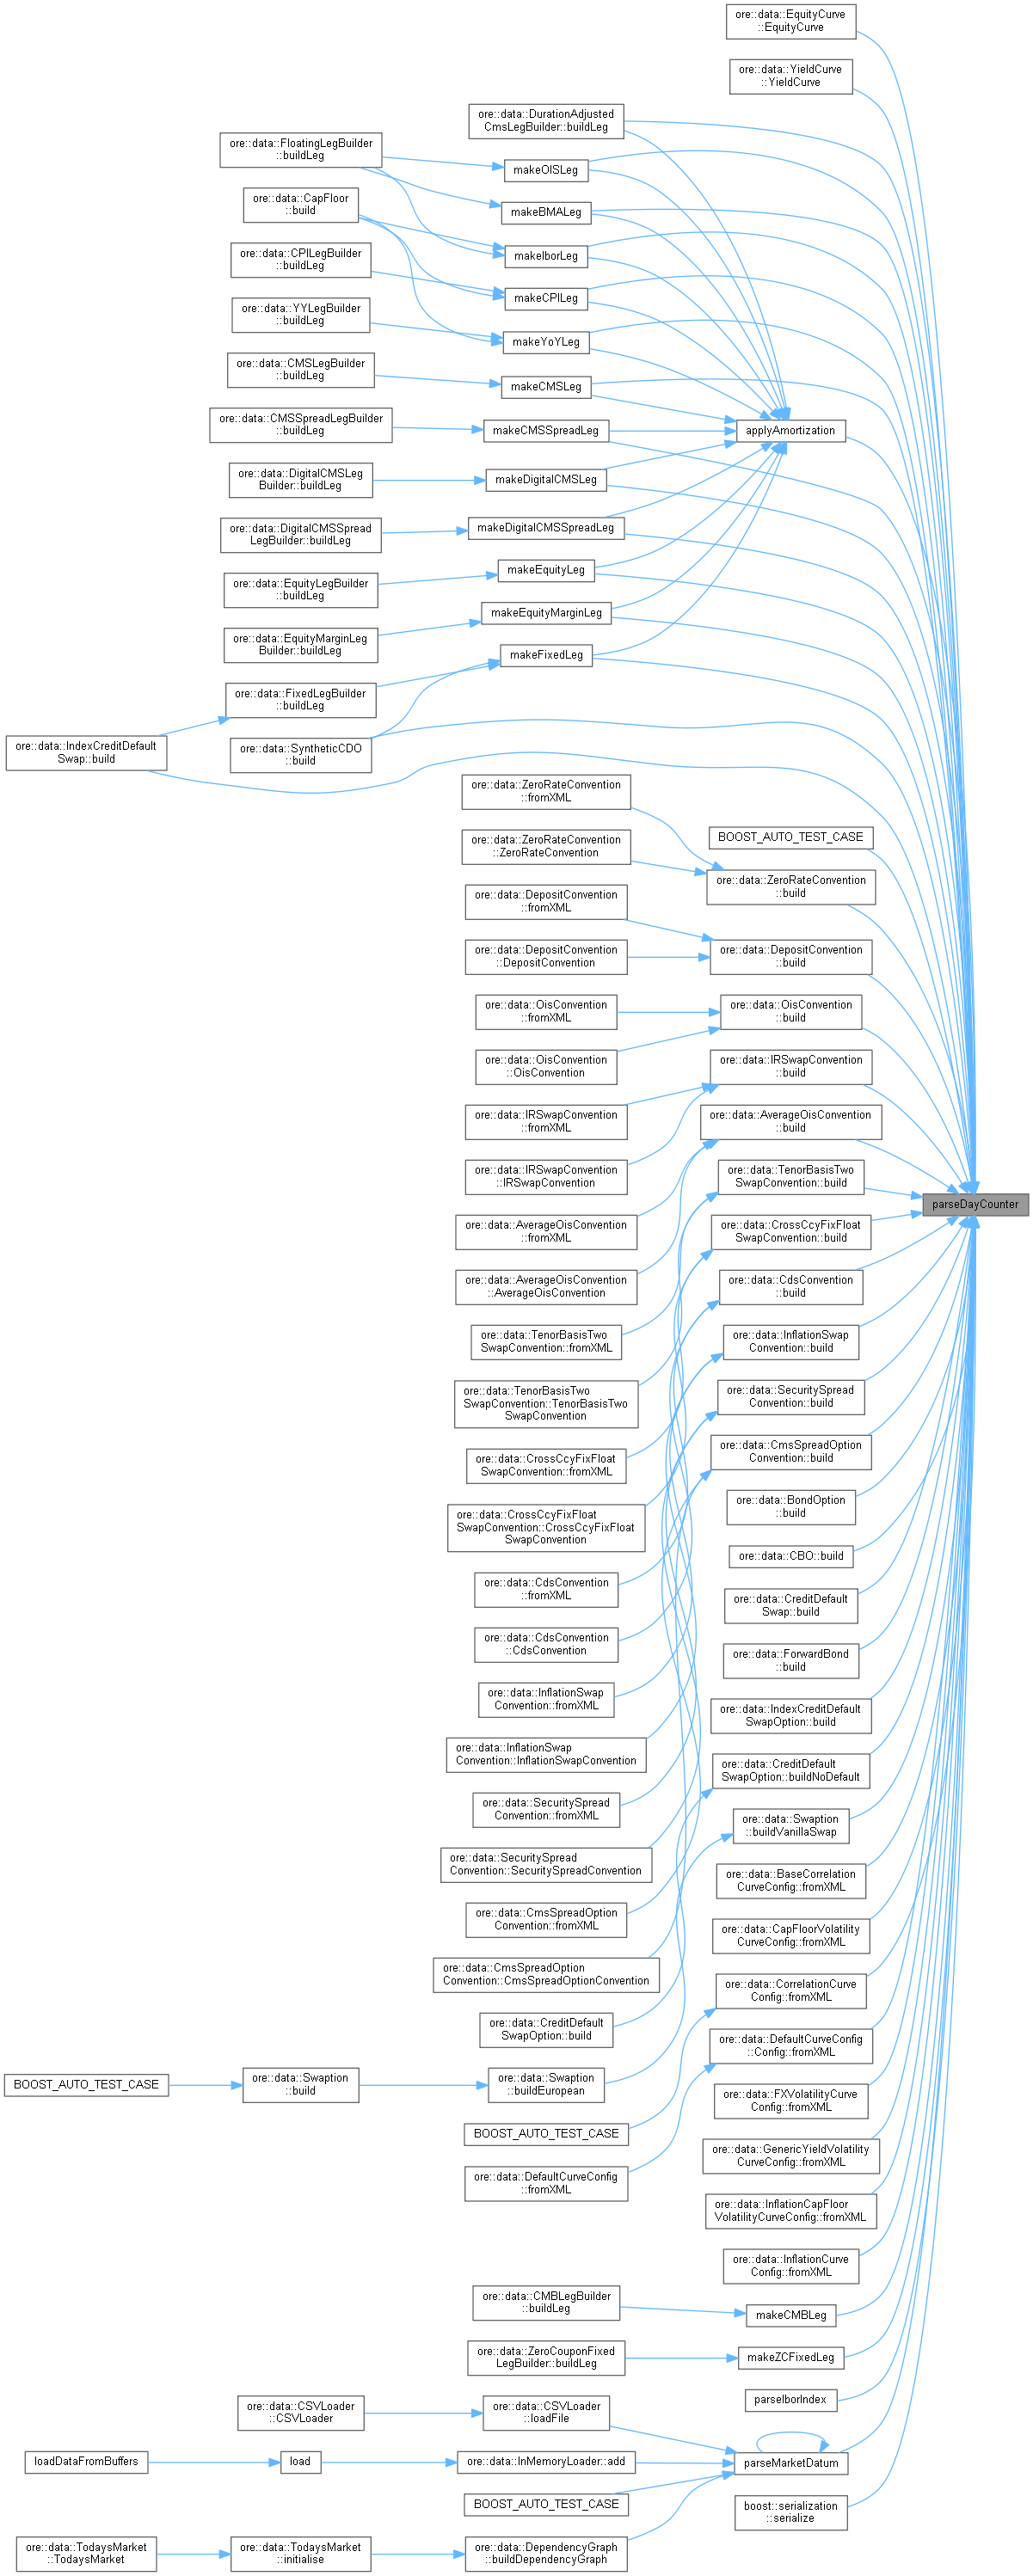 ore::data::EquityCurve
::EquityCurve
ore::data::YieldCurve
::YieldCurve
ore::data::DurationAdjusted
CmsLegBuilder::buildLeg
ore::data::FloatingLegBuilder
::buildLeg
makeOISLeg
ore::data::CapFloor
::build
makeBMALeg
ore::data::CPILegBuilder
::buildLeg
makeIborLeg
makeCPILeg
ore::data::YYLegBuilder
::buildLeg
makeYoYLeg
ore::data::CMSLegBuilder
::buildLeg
makeCMSLeg
ore::data::CMSSpreadLegBuilder
::buildLeg
makeCMSSpreadLeg
applyAmortization
ore::data::DigitalCMSLeg
Builder::buildLeg
makeDigitalCMSLeg
ore::data::DigitalCMSSpread
LegBuilder::buildLeg
makeDigitalCMSSpreadLeg
ore::data::EquityLegBuilder
::buildLeg
makeEquityLeg
ore::data::EquityMarginLeg
Builder::buildLeg
makeEquityMarginLeg
makeFixedLeg
ore::data::FixedLegBuilder
::buildLeg
ore::data::IndexCreditDefault
Swap::build
ore::data::SyntheticCDO
::build
ore::data::ZeroRateConvention
::fromXML
BOOST_AUTO_TEST_CASE
ore::data::ZeroRateConvention
::ZeroRateConvention
ore::data::ZeroRateConvention
::build
ore::data::DepositConvention
::fromXML
ore::data::DepositConvention
::DepositConvention
ore::data::DepositConvention
::build
ore::data::OisConvention
::fromXML
ore::data::OisConvention
::build
ore::data::OisConvention
::OisConvention
ore::data::IRSwapConvention
::build
ore::data::IRSwapConvention
::fromXML
ore::data::AverageOisConvention
::build
ore::data::IRSwapConvention
::IRSwapConvention
ore::data::TenorBasisTwo
SwapConvention::build
parseDayCounter
ore::data::AverageOisConvention
::fromXML
ore::data::CrossCcyFixFloat
SwapConvention::build
ore::data::AverageOisConvention
::AverageOisConvention
ore::data::CdsConvention
::build
ore::data::TenorBasisTwo
SwapConvention::fromXML
ore::data::InflationSwap
Convention::build
ore::data::TenorBasisTwo
SwapConvention::TenorBasisTwo
SwapConvention
ore::data::SecuritySpread
Convention::build
ore::data::CrossCcyFixFloat
SwapConvention::fromXML
ore::data::CmsSpreadOption
Convention::build
ore::data::CrossCcyFixFloat
SwapConvention::CrossCcyFixFloat
SwapConvention
ore::data::BondOption
::build
ore::data::CBO::build
ore::data::CdsConvention
::fromXML
ore::data::CreditDefault
Swap::build
ore::data::CdsConvention
::CdsConvention
ore::data::ForwardBond
::build
ore::data::InflationSwap
Convention::fromXML
ore::data::IndexCreditDefault
SwapOption::build
ore::data::InflationSwap
Convention::InflationSwapConvention
ore::data::CreditDefault
SwapOption::buildNoDefault
ore::data::SecuritySpread
Convention::fromXML
ore::data::Swaption
::buildVanillaSwap
ore::data::SecuritySpread
Convention::SecuritySpreadConvention
ore::data::BaseCorrelation
CurveConfig::fromXML
ore::data::CmsSpreadOption
Convention::fromXML
ore::data::CapFloorVolatility
CurveConfig::fromXML
ore::data::CmsSpreadOption
Convention::CmsSpreadOptionConvention
ore::data::CorrelationCurve
Config::fromXML
ore::data::CreditDefault
SwapOption::build
ore::data::DefaultCurveConfig
::Config::fromXML
BOOST_AUTO_TEST_CASE
ore::data::Swaption
::build
ore::data::Swaption
::buildEuropean
ore::data::FXVolatilityCurve
Config::fromXML
BOOST_AUTO_TEST_CASE
ore::data::GenericYieldVolatility
CurveConfig::fromXML
ore::data::DefaultCurveConfig
::fromXML
ore::data::InflationCapFloor
VolatilityCurveConfig::fromXML
ore::data::InflationCurve
Config::fromXML
ore::data::CMBLegBuilder
::buildLeg
makeCMBLeg
ore::data::ZeroCouponFixed
LegBuilder::buildLeg
makeZCFixedLeg
parseIborIndex
ore::data::CSVLoader
::CSVLoader
ore::data::CSVLoader
::loadFile
loadDataFromBuffers
load
ore::data::InMemoryLoader::add
parseMarketDatum
BOOST_AUTO_TEST_CASE
boost::serialization
::serialize
ore::data::TodaysMarket
::TodaysMarket
ore::data::TodaysMarket
::initialise
ore::data::DependencyGraph
::buildDependencyGraph